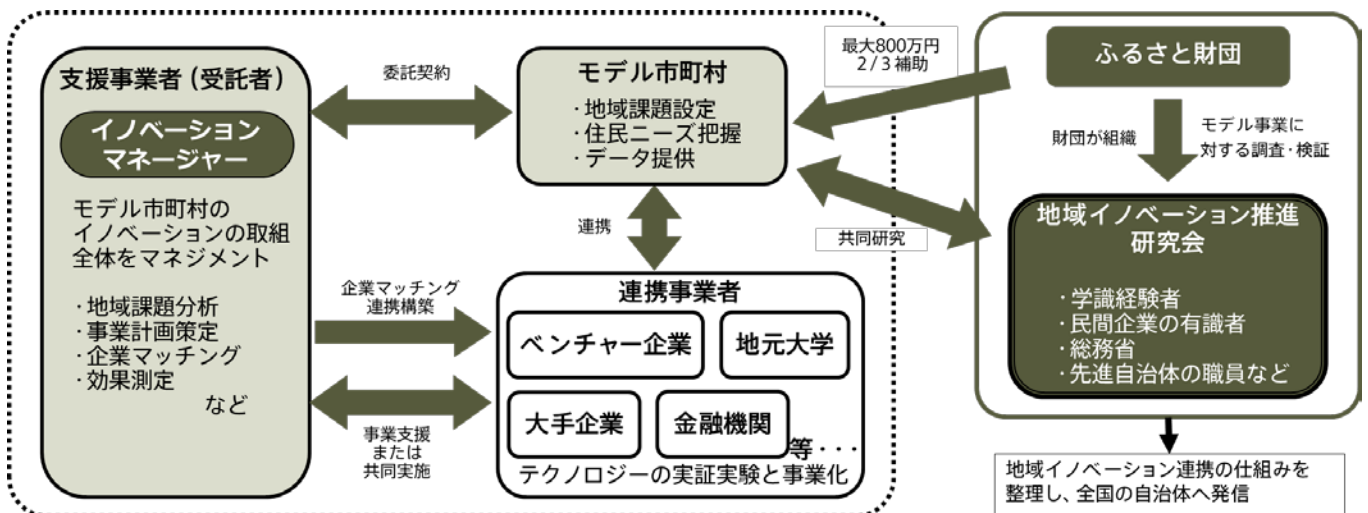 支援事業者（受託者）
イノベーション
マネージャー
モデル市町村の
イノベーションの取組
全体をマネジメント
・地域課題分析
・事業計画策定
・企業マッチング
・効果測定
など
委託契約
モデル市町村
・地域課題設定
・住民ニーズ把握
・データ提供
連携
企業マッチング
連携構築
事業支援
または
共同実施
連携事業者
ベンチャー企業
地元大学
大手企業
金融機関
等・・・
テクノロジーの実証実験と事業化
最大800万円
2/3補助
共同研究
ふるさと財団
財団が組織
モデル事業に
対する調査・検証
地域イノベーション推進
研究会
・学識経験者
・民間企業の有識者
・総務省
・先進自治体の職員など
地域イノベーション連携の仕組みを
整理し、全国の自治体へ発信